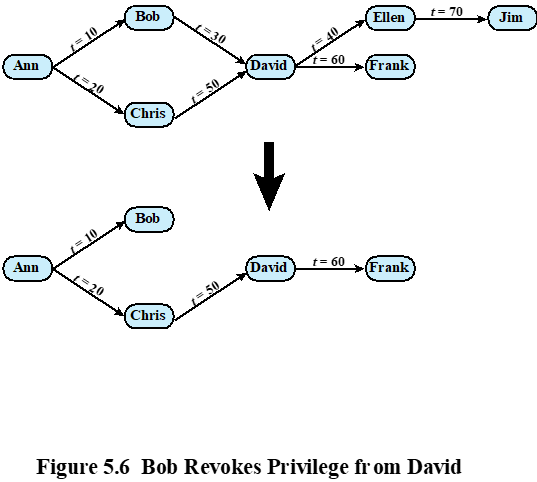 Bob
Ellen
t = 70
Jim
t = 10
t = 30
t = 40
Ann
David
t = 60
Frank
t = 20
t = 50
Chris
Bob
t = 10
Ann
David
t = 60
Frank
t = 20
t = 50
Chris
Figure 5.6 Bob Revokes Privilege from David